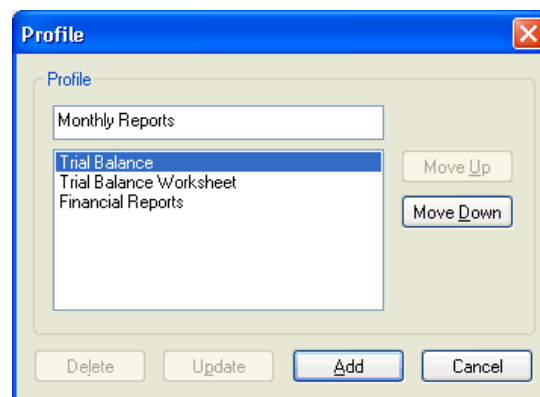 Profile
Profile
Monthly Reports
Trial Balance
Trial Balance Worksheet
Financial Reports
Move Up
Move Down
Delete
Update
Add
Cancel